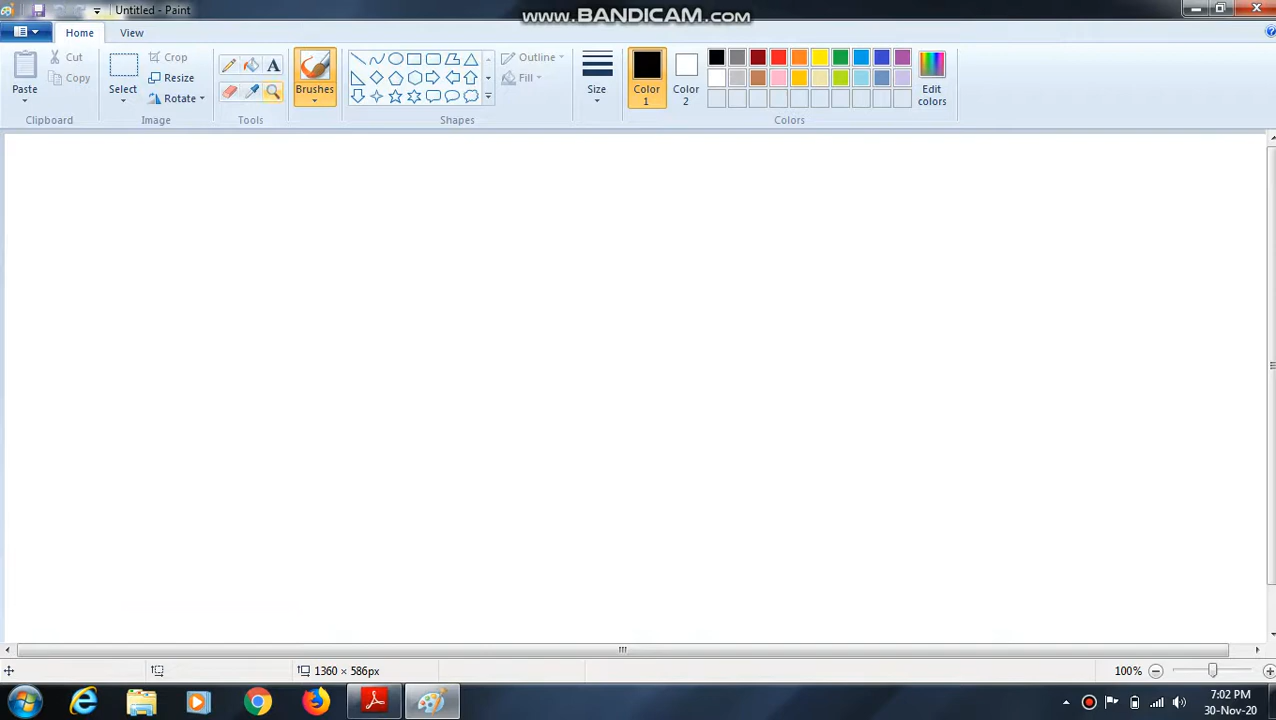 Untitled - Paint
WWW.BANDICAM.COM
Home
View
Paste
Cut
Copy
Clipboard
Select
Crop
Resize
Rotate
Image
A
Tools
Brushes
Outline
Fill
Shapes
Size
Color 1
Color 2
Edit colors
Colors
1360 × 586px
100%
7:02 PM
30-Nov-20